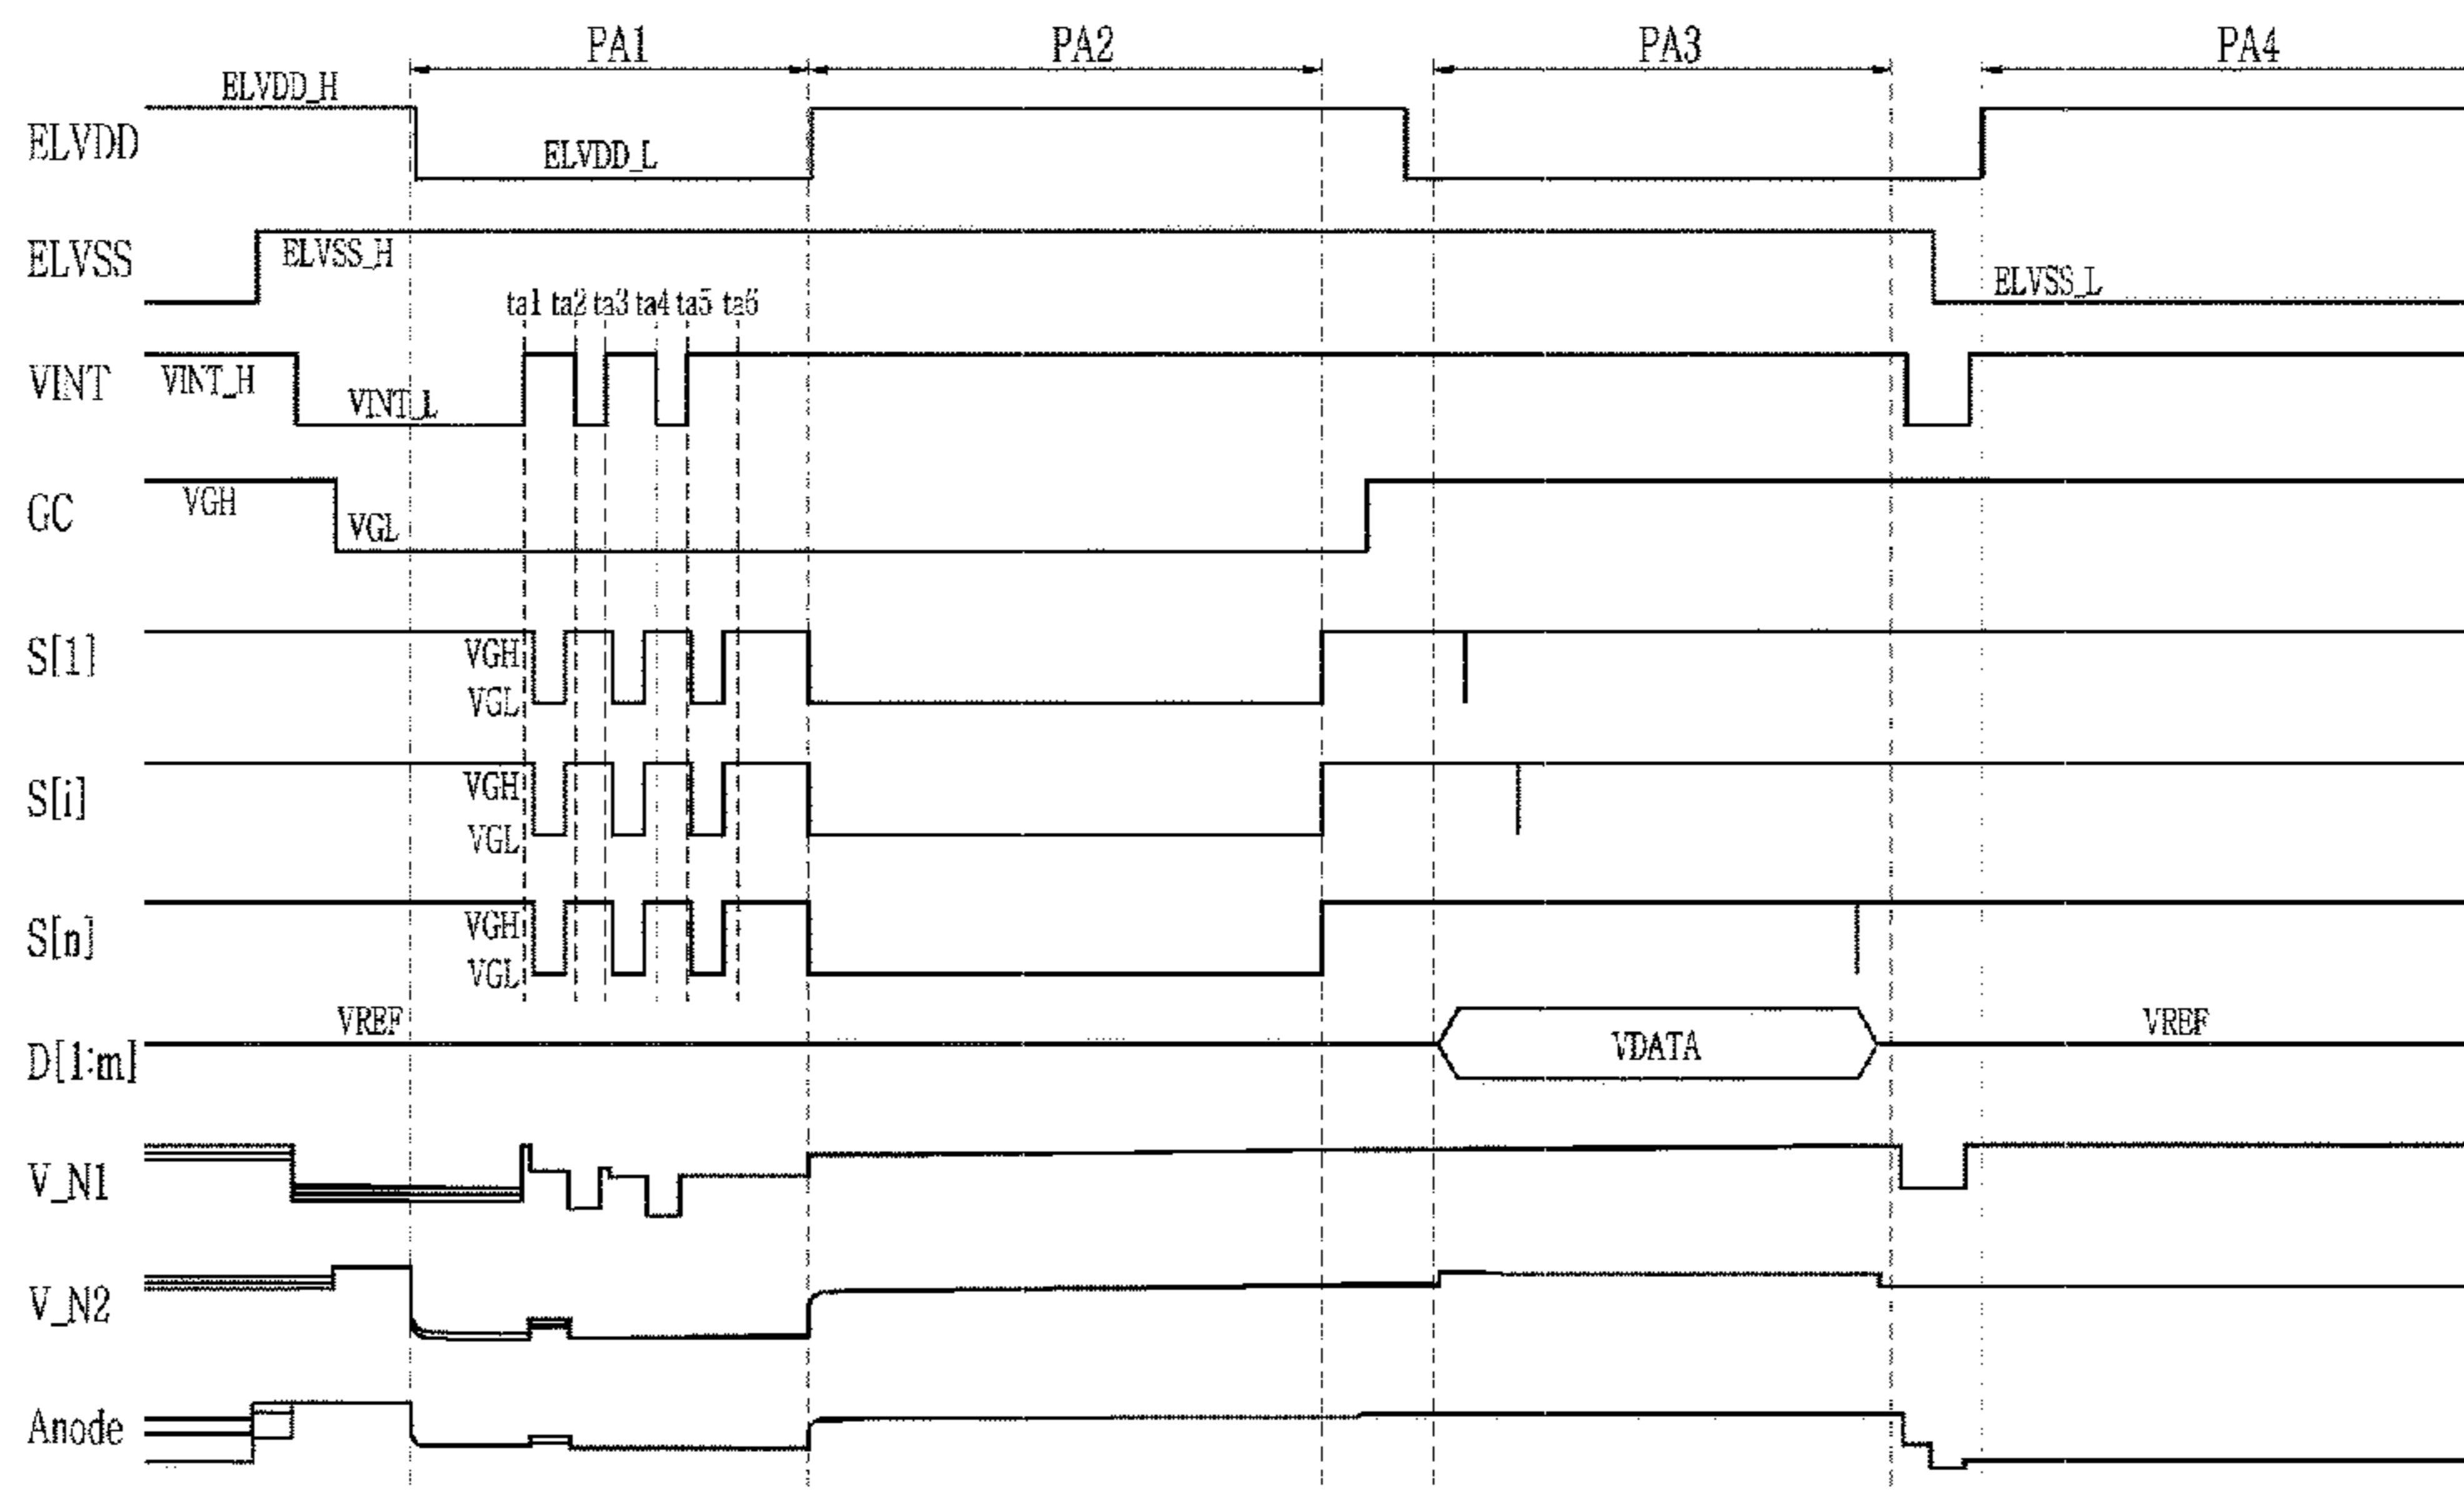 PA1 PA2 PA3 PA4
ELVDD ELVDD_H ELVDD_L
ELVSS ELVSS_H ELVSS_L
ta1 ta2 ta3 ta4 ta5 ta6
VINT VINT_H VINT_L
GC VGH VGL
S[1] VGH
VGL
S[i] VGH
VGL
S[n] VGH
VGL
D[1:m] VREF VDATA VREF
V_N1
V_N2
Anode